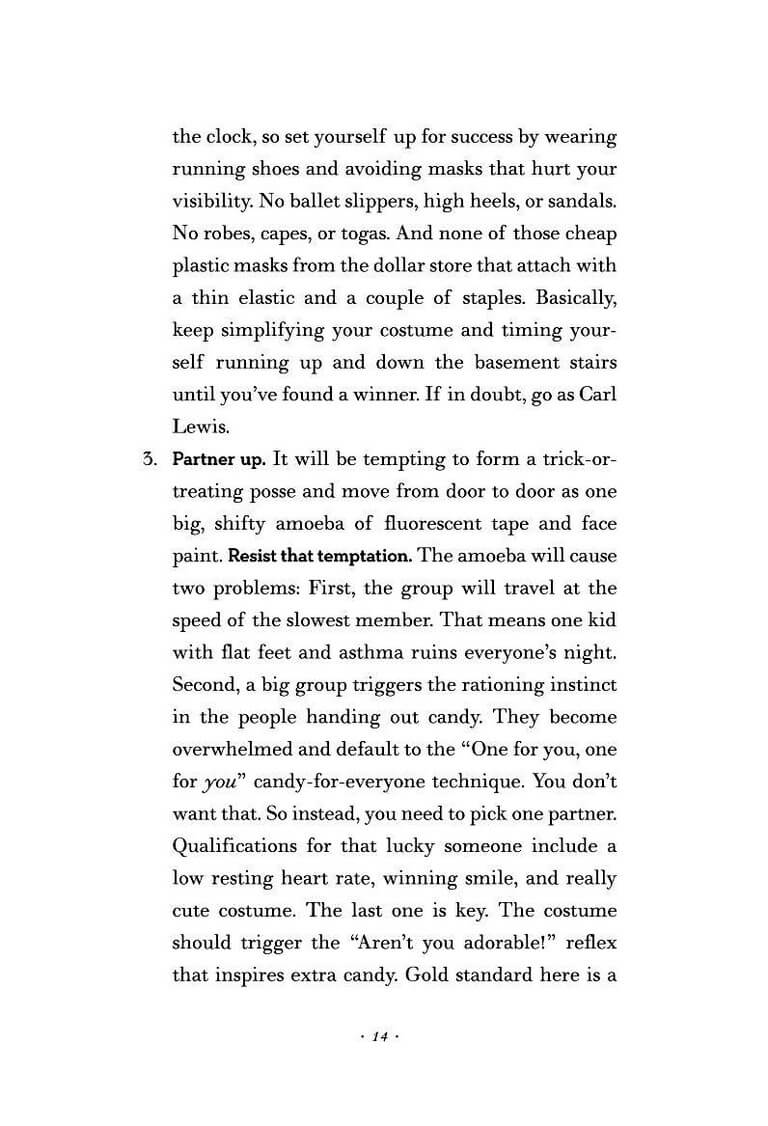 the clock, so set yourself up for success by wearing
running shoes and avoiding masks that hurt your
visibility. No ballet slippers, high heels, or sandals.
No robes, capes, or togas. And none of those cheap
plastic masks from the dollar store that attach with
a thin elastic and a couple of staples. Basically,
keep simplifying your costume and timing your-
self running up and down the basement stairs
until you’ve found a winner. If in doubt, go as Carl
Lewis.
3. Partner up. It will be tempting to form a trick-or-
treating posse and move from door to door as one
big, shifty amoeba of fluorescent tape and face
paint. Resist that temptation. The amoeba will cause
two problems: First, the group will travel at the
speed of the slowest member. That means one kid
with flat feet and asthma ruins everyone’s night.
Second, a big group triggers the rationing instinct
in the people handing out candy. They become
overwhelmed and default to the “One for you, one
for you” candy-for-everyone technique. You don’t
want that. So instead, you need to pick one partner.
Qualifications for that lucky someone include a
low resting heart rate, winning smile, and really
cute costume. The last one is key. The costume
should trigger the “Aren’t you adorable!” reflex
that inspires extra candy. Gold standard here is a
· 14 ·